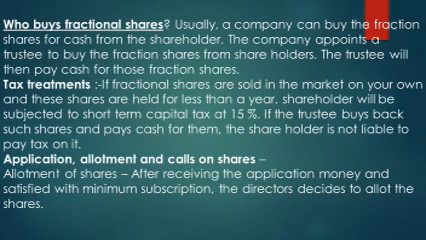 Who buys fractional shares? Usually, a company can buy the fraction
shares for cash from the shareholder. The company appoints a
trustee to buy the fraction shares from share holders. The trustee will
then pay cash for those fraction shares.
Tax treatments :-If fractional shares are sold in the market on your own
and these shares are held for less than a year, shareholder will be
subjected to short term capital tax at 15 %. If the trustee buys back
such shares and pays cash for them, the share holder is not liable to
pay tax on it.
Application, allotment and calls on shares –
Allotment of shares – After receiving the application money and
satisfied with minimum subscription, the directors decides to allot the
shares.